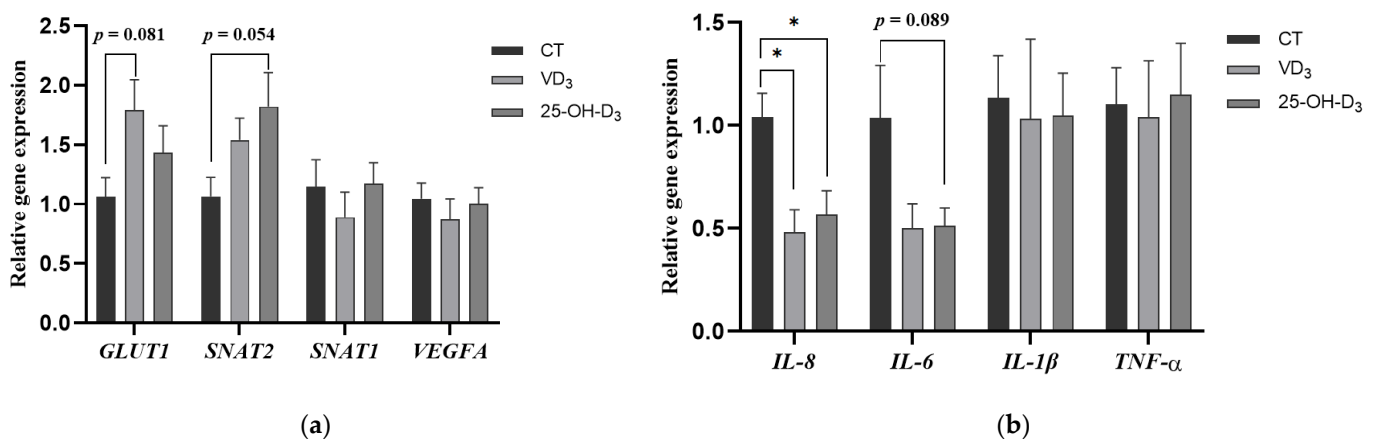 p = 0.081
p = 0.054
CT
VD3
25-OH-D3
Relative gene expression
2.5
2.0
1.5
1.0
0.5
0.0
GLUT1 SNAT2 SNAT1 VEGFA
(a)
*
*
p = 0.089
CT
VD3
25-OH-D3
Relative gene expression
1.5
1.0
0.5
0.0
IL-8 IL-6 IL-1β TNF-α
(b)